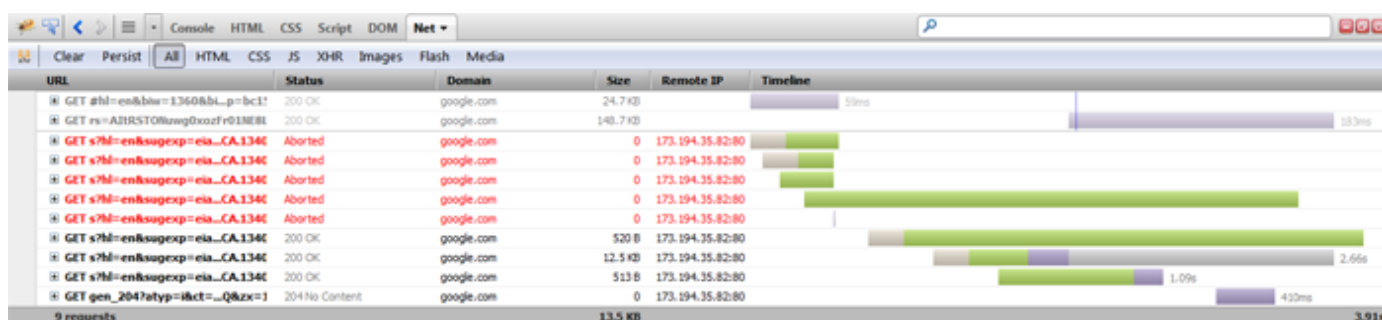 Console HTML CSS Script DOM Net
Clear Persist All HTML CSS JS XHR Images Flash Media
URL Status Domain Size Remote IP Timeline
GET #hl=en&biw=1360&bi...p=bc15 200 OK google.com 24.7 KB 59ms
GET 200 OK google.com 148.7 KB 183ms
GET s?hl=en&sugexp=eia...CA.1340 Aborted google.com 0 173.194.35.82:80
GET s?hl=en&sugexp=eia...CA.1340 Aborted google.com 0 173.194.35.82:80
GET s?hl=en&sugexp=eia...CA.1340 Aborted google.com 0 173.194.35.82:80
GET s?hl=en&sugexp=eia...CA.1340 Aborted google.com 0 173.194.35.82:80
GET s?hl=en&sugexp=eia...CA.1340 Aborted google.com 0 173.194.35.82:80
GET s?hl=en&sugexp=eia...CA.1340 200 OK google.com 520 B 173.194.35.82:80
GET s?hl=en&sugexp=eia...CA.1340 200 OK google.com 12.5 KB 173.194.35.82:80 2.66s
GET s?hl=en&sugexp=eia...CA.1340 200 OK google.com 513 B 173.194.35.82:80 1.09s
GET gen_204?atyp=i&ct=...Q&zx=1 204 No Content google.com 0 173.194.35.82:80 410ms
9 requests 13.5 KB 3.91s